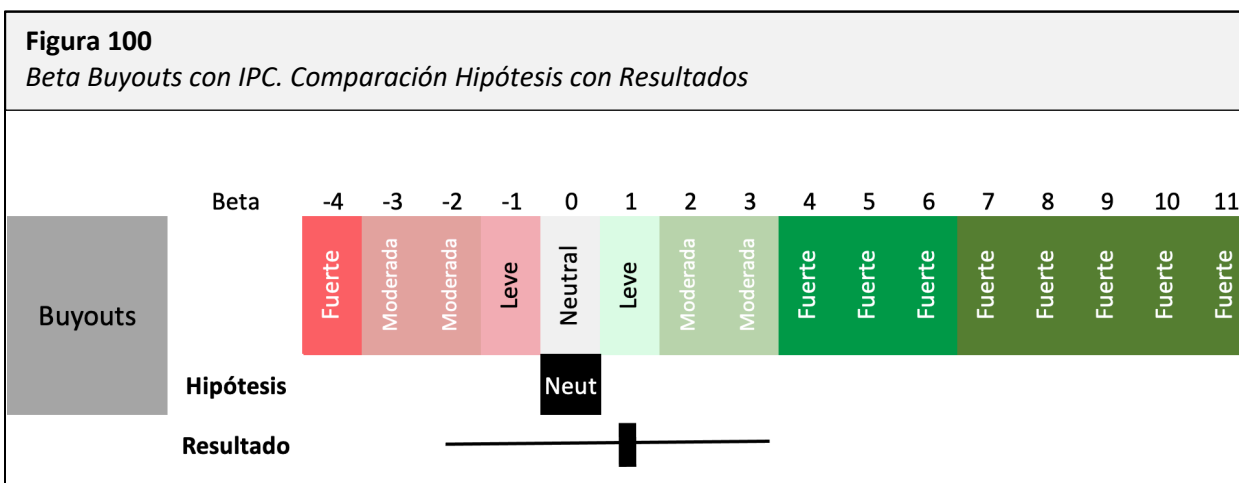 Figura 100
Beta Buyouts con IPC. Comparación Hipótesis con Resultados
Beta -4 -3 -2 -1 0 1 2 3 4 5 6 7 8 9 10 11
Buyouts
Fuerte
Moderada
Moderada
Leve
Neutral
Leve
Moderada
Moderada
Fuerte
Fuerte
Fuerte
Fuerte
Fuerte
Fuerte
Fuerte
Fuerte
Hipótesis Neut
Resultado